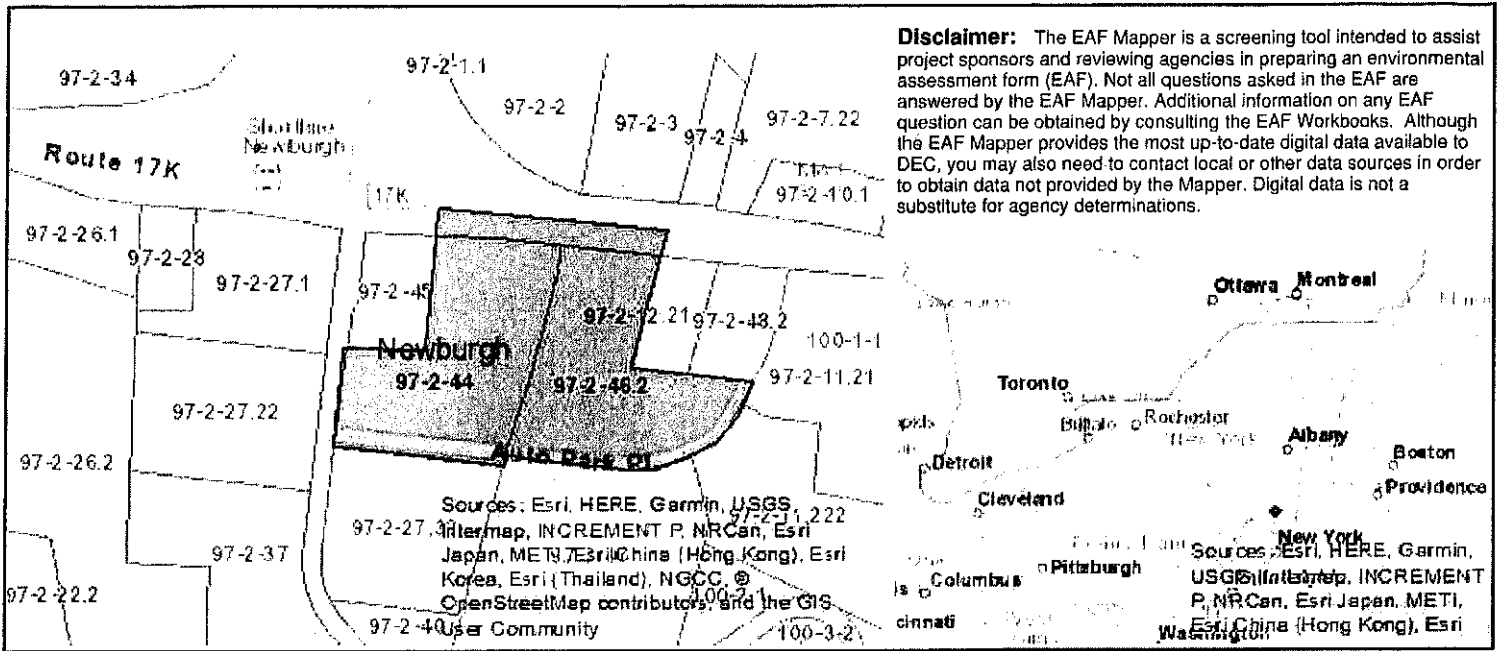 Disclaimer: The EAF Mapper is a screening tool intended to assist
project sponsors and reviewing agencies in preparing an environmental
assessment form (EAF). Not all questions asked in the EAF are
answered by the EAF Mapper. Additional information on any EAF
question can be obtained by consulting the EAF Workbooks. Although
the EAF Mapper provides the most up-to-date digital data available to
DEC, you may also need to contact local or other data sources in order
to obtain data not provided by the Mapper. Digital data is not a
substitute for agency determinations.
97-2-34
97-2-1.1
97-2-2
97-2-3
97-2-4
97-2-7.22
Newburgh
Route 17K
17K
97-2-10.1
97-2-26.1
97-2-23
97-2-27.1
97-2-45
97-2-12.21
97-2-48.2
100-1-1
Newburgh
97-2-44
97-2-46.2
97-2-11.21
97-2-27.22
97-2-26.2
Auto Park Pl
97-2-37
97-2-22.2
97-2-40
100-3-2
Sources: Esri, HERE, Garmin, USGS,
Intermap, INCREMENT P, NRCan, Esri
Japan, METI, Esri China (Hong Kong), Esri
Korea, Esri (Thailand), NGCC, ©
OpenStreetMap contributors, and the GIS
User Community
Ottawa
Montreal
Toronto
Buffalo
Rochester
New York
Albany
Boston
Detroit
Providence
Cleveland
New York
Pittsburgh
Columbus
cinnati
Washington
Sources: Esri, HERE, Garmin,
USGS, Intermap, INCREMENT
P, NRCan, Esri Japan, METI,
Esri China (Hong Kong), Esri